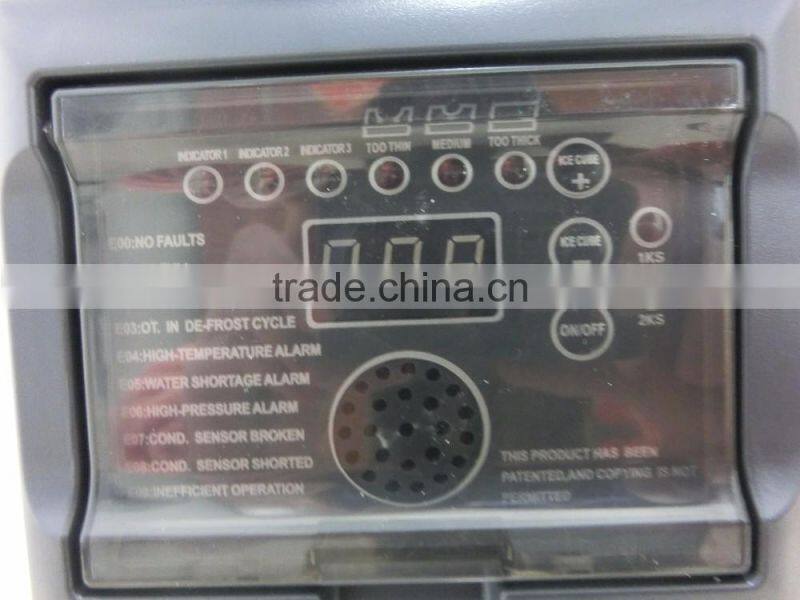 INDICATOR 1 INDICATOR 2 INDICATOR 3 TOO THIN MEDIUM TOO THICK
ICE CUBE
+
E00:NO FAULTS
ICE CUBE
1KS
trade.china.cn
E03:OT. IN DE-FROST CYCLE
ON/OFF
2KS
E04:HIGH-TEMPERATURE ALARM
E05:WATER SHORTAGE ALARM
E06:HIGH-PRESSURE ALARM
E07:COND. SENSOR BROKEN
E08:COND. SENSOR SHORTED
E09:INEFFICIENT OPERATION
THIS PRODUCT HAS BEEN
PATENTED,AND COPYING IS NOT
PERMITTED